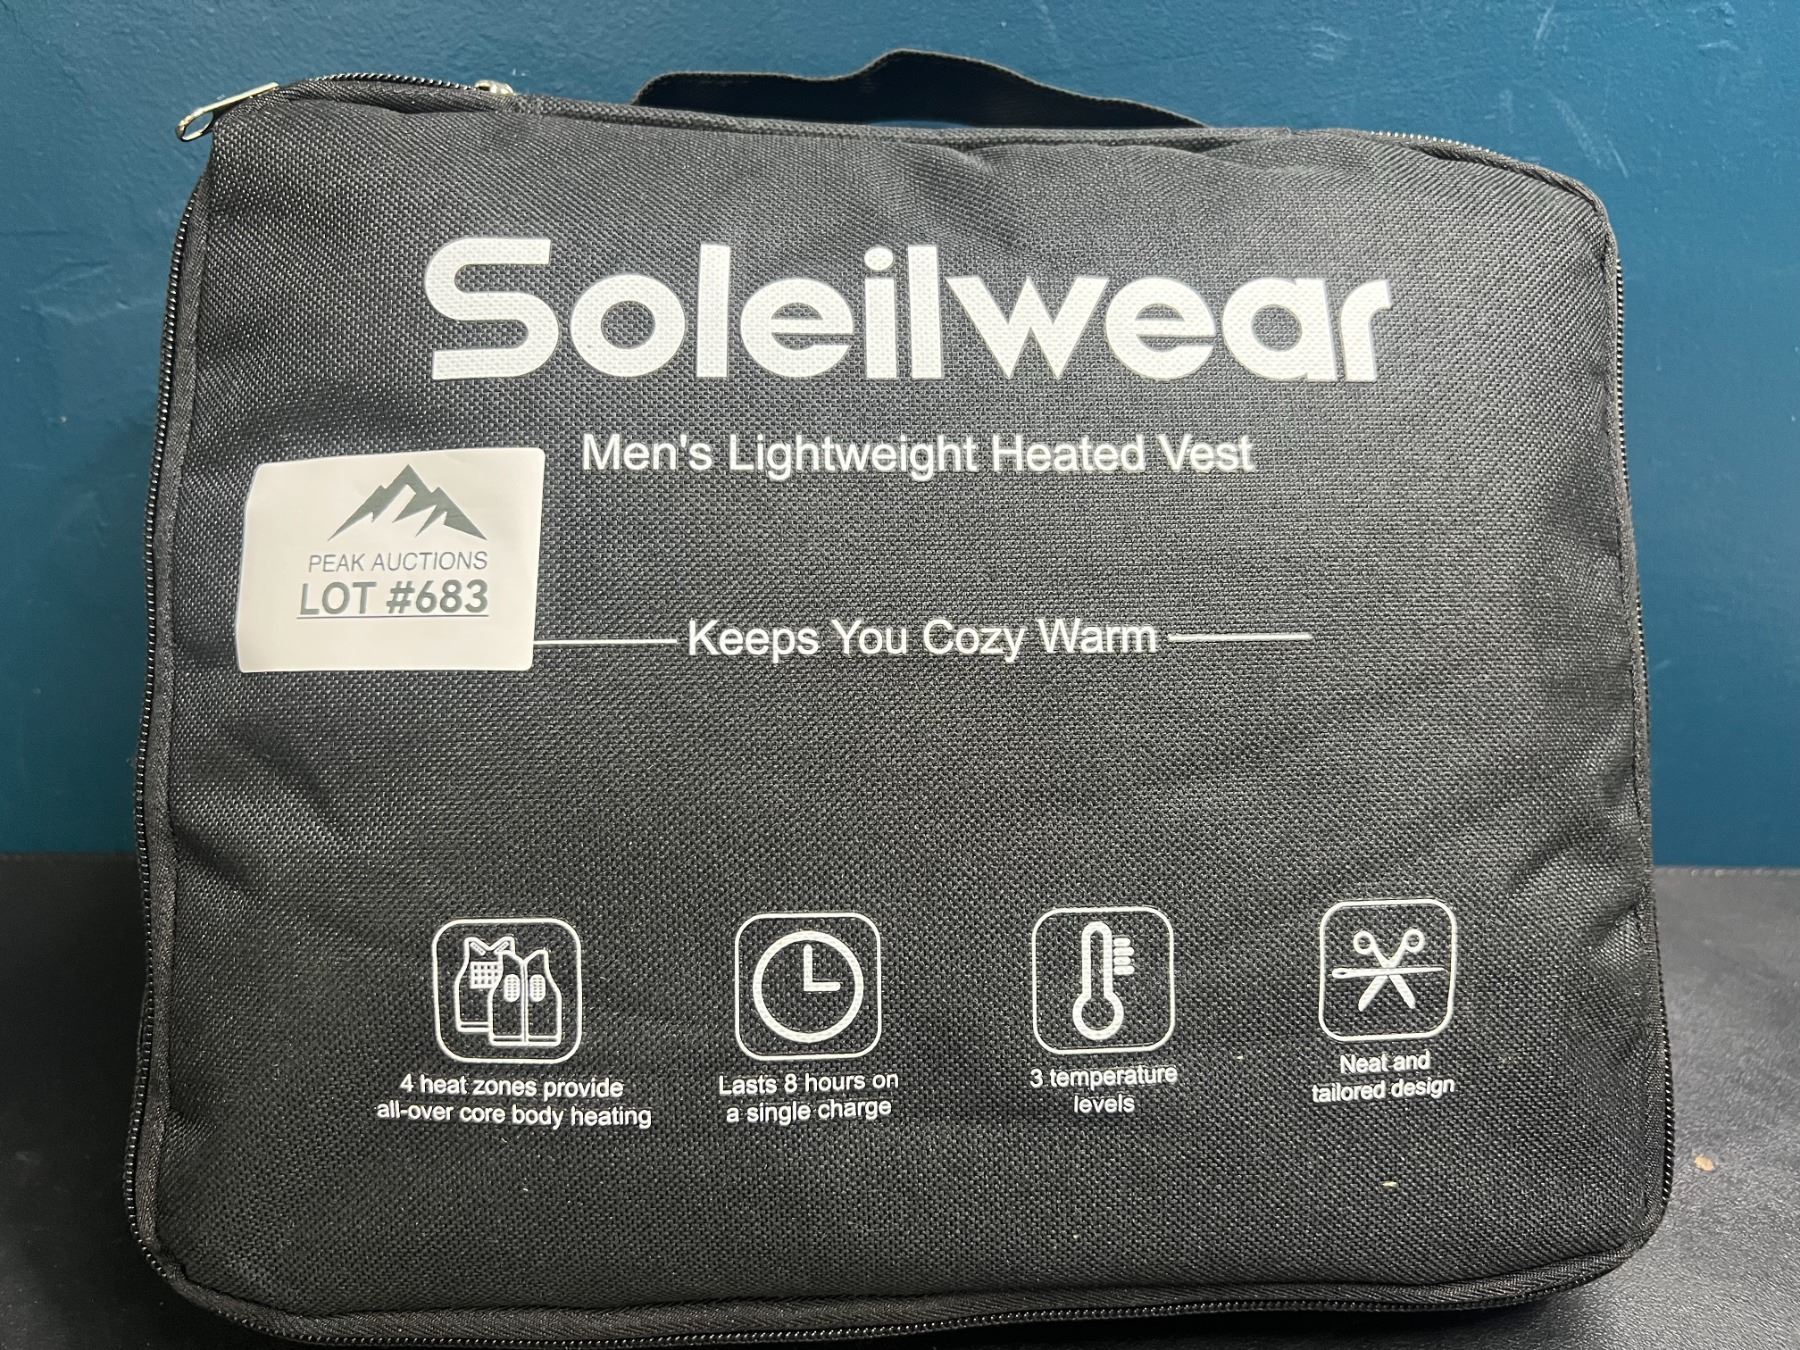 Soleilwear
Men's Lightweight Heated Vest
PEAK AUCTIONS
LOT #683
Keeps You Cozy Warm
4 heat zones provide
all-over core body heating
Lasts 8 hours on
a single charge
3 temperature
levels
Neat and
tailored design